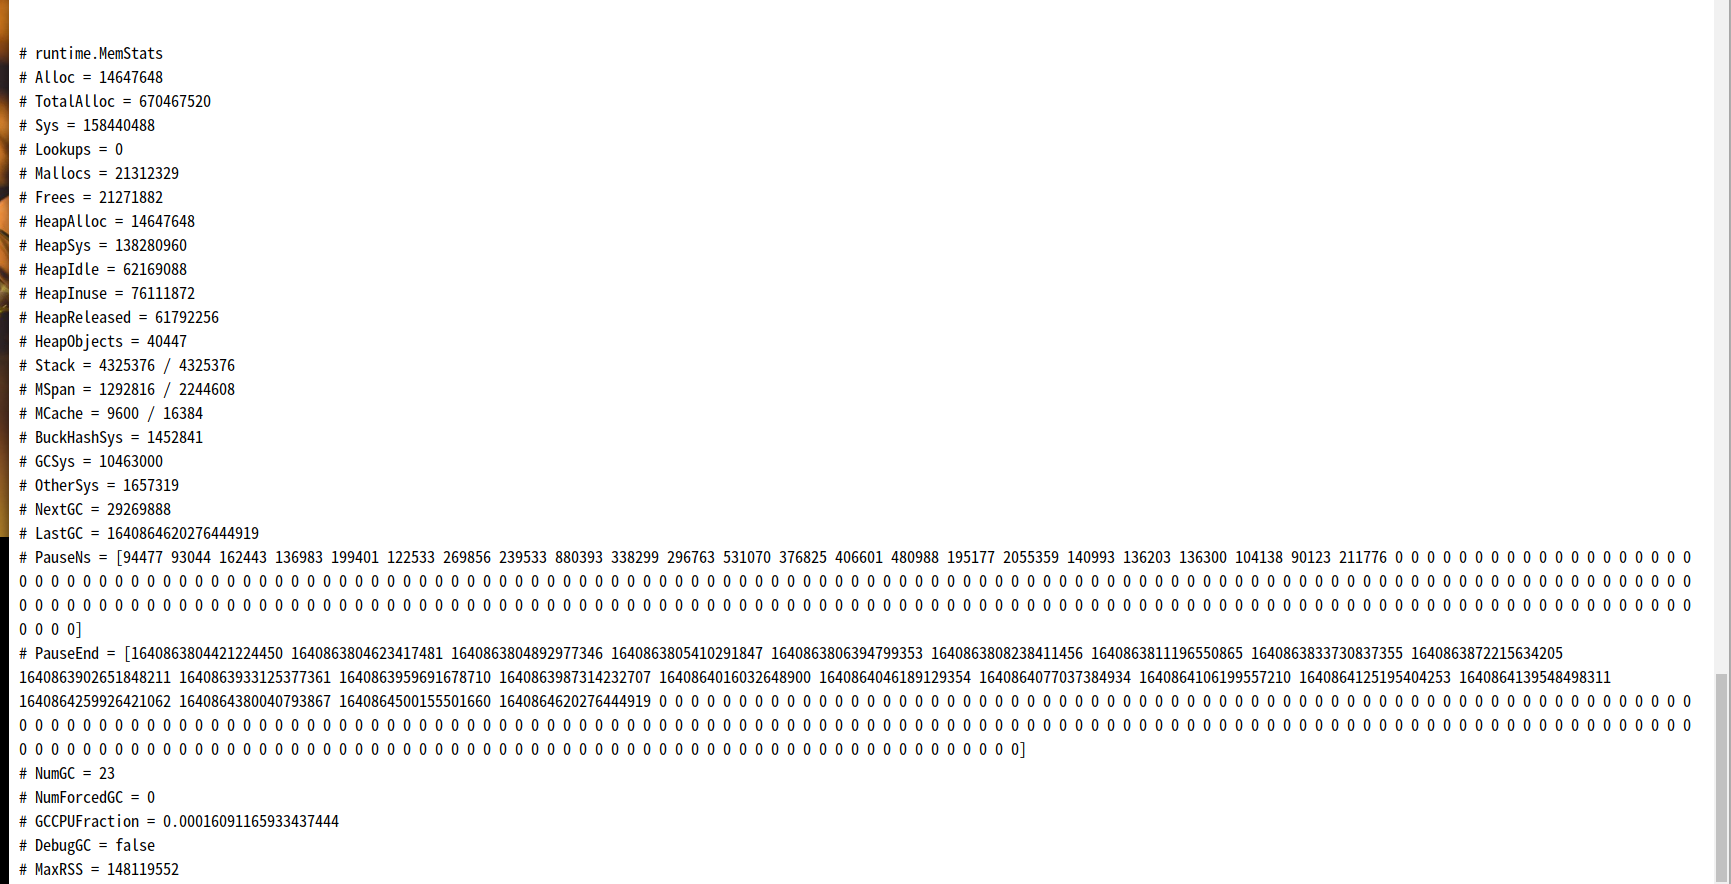 # runtime.MemStats
# Alloc = 14647648
# TotalAlloc = 670467520
# Sys = 158440488
# Lookups = 0
# Mallocs = 21312329
# Frees = 21271882
# HeapAlloc = 14647648
# HeapSys = 138280960
# HeapIdle = 62169088
# HeapInuse = 76111872
# HeapReleased = 61792256
# HeapObjects = 40447
# Stack = 4325376 / 4325376
# MSpan = 1292816 / 2244608
# MCache = 9600 / 16384
# BuckHashSys = 1452841
# GCSys = 10463000
# OtherSys = 1657319
# NextGC = 29269888
# LastGC = 1640864620276444919
# PauseNs = [94477 93044 162443 136983 199401 122533 269856 239533 880393 338299 296763 531070 376825 406601 480988 195177 2055359 140993 136203 136300 104138 90123 211776 0 0 0 0 0 0 0 0 0 0 0 0 0 0 0 0 0 0 0
0 0 0 0 0 0 0 0 0 0 0 0 0 0 0 0 0 0 0 0 0 0 0 0 0 0 0 0 0 0 0 0 0 0 0 0 0 0 0 0 0 0 0 0 0 0 0 0 0 0 0 0 0 0 0 0 0 0 0 0 0 0 0 0 0 0 0 0 0 0 0 0 0 0 0 0 0 0 0 0 0 0 0 0 0 0 0 0 0 0 0 0 0 0 0 0 0 0 0 0 0 0 0 0 0
0 0 0 0 0 0 0 0 0 0 0 0 0 0 0 0 0 0 0 0 0 0 0 0 0 0 0 0 0 0 0 0 0 0 0 0 0 0 0 0 0 0 0 0 0 0 0 0 0 0 0 0 0 0 0 0 0 0 0 0 0 0 0 0 0 0 0 0 0 0 0 0 0 0 0 0 0 0 0 0 0 0 0 0 0 0 0 0 0 0 0 0 0 0 0 0 0 0 0 0 0 0 0 0 0
0 0 0 0]
# PauseEnd = [1640863804421224450 1640863804623417481 1640863804892977346 1640863805410291847 1640863806394799353 1640863808238411456 1640863811196550865 1640863833730837355 1640863872215634205
1640863902651848211 1640863933125377361 1640863959691678710 1640863987314232707 1640864016032648900 1640864046189129354 1640864077037384934 1640864106199557210 1640864125195404253 1640864139548498311
1640864259926421062 1640864380040793867 1640864500155501660 1640864620276444919 0 0 0 0 0 0 0 0 0 0 0 0 0 0 0 0 0 0 0 0 0 0 0 0 0 0 0 0 0 0 0 0 0 0 0 0 0 0 0 0 0 0 0 0 0 0 0 0 0 0 0 0 0 0 0 0 0 0 0 0 0 0 0 0 0
0 0 0 0 0 0 0 0 0 0 0 0 0 0 0 0 0 0 0 0 0 0 0 0 0 0 0 0 0 0 0 0 0 0 0 0 0 0 0 0 0 0 0 0 0 0 0 0 0 0 0 0 0 0 0 0 0 0 0 0 0 0 0 0 0 0 0 0 0 0 0 0 0 0 0 0 0 0 0 0 0 0 0 0 0 0 0 0 0 0 0 0 0 0 0 0 0 0 0 0 0 0 0 0 0
0 0 0 0 0 0 0 0 0 0 0 0 0 0 0 0 0 0 0 0 0 0 0 0 0 0 0 0 0 0 0 0 0 0 0 0 0 0 0 0 0 0 0 0 0 0 0 0 0 0 0 0 0 0 0 0 0 0 0 0 0 0 0]
# NumGC = 23
# NumForcedGC = 0
# GCCPUFraction = 0.00016091165933437444
# DebugGC = false
# MaxRSS = 148119552